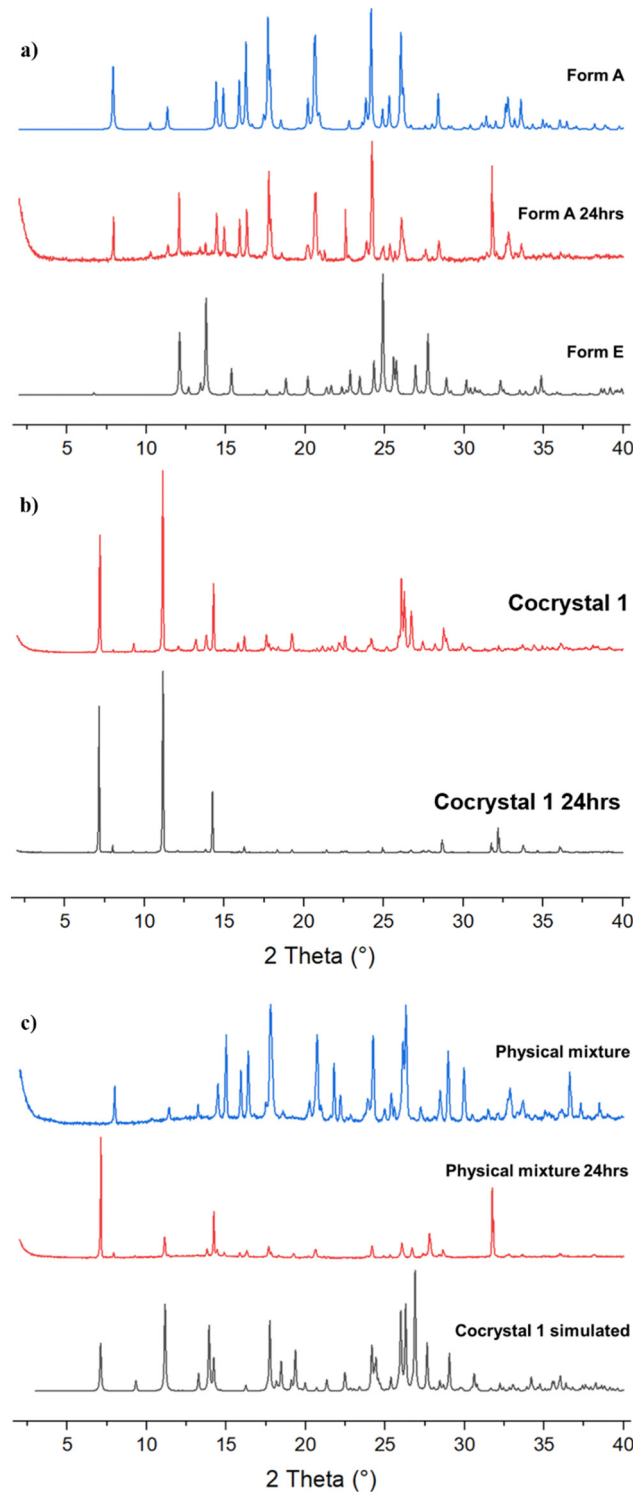 a)
Form A
Form A 24hrs
Form E
5 10 15 20 25 30 35 40
b)
Cocrystal 1
Cocrystal 1 24hrs
5 10 15 20 25 30 35 40
2 Theta (°)
c)
Physical mixture
Physical mixture 24hrs
Cocrystal 1 simulated
5 10 15 20 25 30 35 40
2 Theta (°)